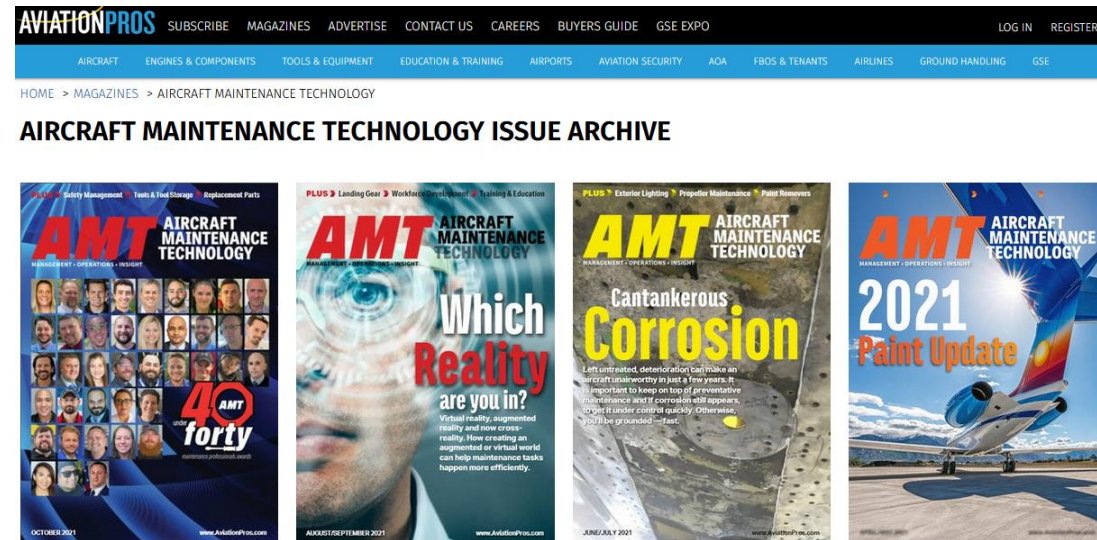 AVIATIONPROS SUBSCRIBE MAGAZINES ADVERTISE CONTACT US CAREERS BUYERS GUIDE GSE EXPO LOG IN REGISTER
AIRCRAFT ENGINES & COMPONENTS TOOLS & EQUIPMENT EDUCATION & TRAINING AIRPORTS AVIATION SECURITY AOA FBOS & TENANTS AIRLINES GROUND HANDLING GSE
HOME > MAGAZINES > AIRCRAFT MAINTENANCE TECHNOLOGY
AIRCRAFT MAINTENANCE TECHNOLOGY ISSUE ARCHIVE
PLUS Safety Management Tools & Tool Storage Replacement Parts
AMT AIRCRAFT
MAINTENANCE
TECHNOLOGY
MANAGEMENT • OPERATIONS • INSIGHT
40
AMT
under
forty
maintenance professionals awards
OCTOBER 2021 www.AviationPros.com
PLUS Landing Gear Workforce Development Training & Education
AMT AIRCRAFT
MAINTENANCE
TECHNOLOGY
MANAGEMENT • OPERATIONS • INSIGHT
Which
Reality
are you in?
Virtual reality, augmented
reality and now cross-
reality. How creating an
augmented or virtual world
can help maintenance tasks
happen more efficiently.
AUGUST/SEPTEMBER 2021 www.AviationPros.com
PLUS Exterior Lighting Propeller Maintenance Paint Removers
AMT AIRCRAFT
MAINTENANCE
TECHNOLOGY
MANAGEMENT • OPERATIONS • INSIGHT
Cantankerous
Corrosion
Left untreated, deterioration can make an
aircraft unairworthy in just a few years. It
is important to keep on top of preventative
maintenance and if corrosion still appears,
to get it under control quickly. Otherwise,
you'll be grounded — fast.
JUNE/JULY 2021 www.AviationPros.com
AMT AIRCRAFT
MAINTENANCE
TECHNOLOGY
MANAGEMENT • OPERATIONS • INSIGHT
2021
Paint Update